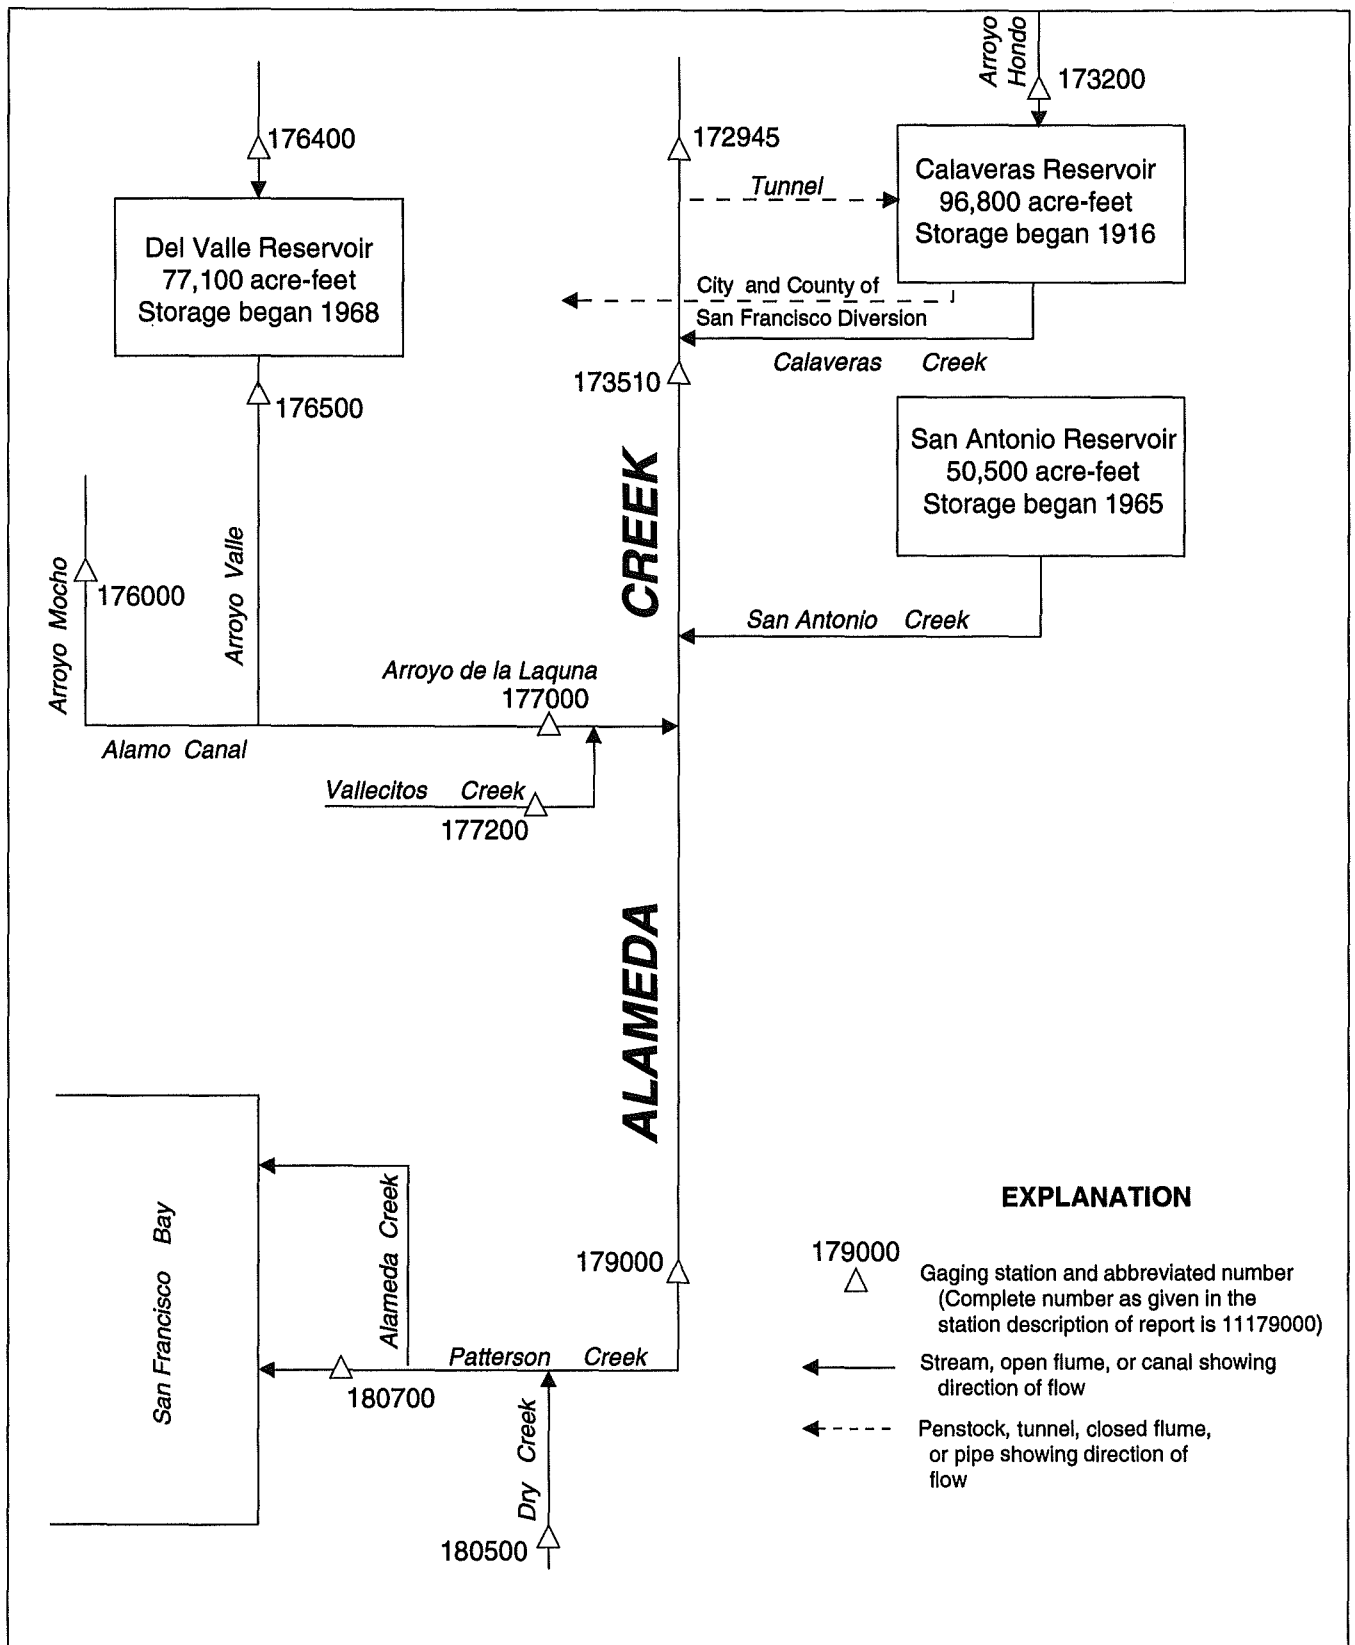 Arroyo
Hondo
173200
176400
172945
Tunnel
Calaveras Reservoir
96,800 acre-feet
Storage began 1916
Del Valle Reservoir
77,100 acre-feet
Storage began 1968
City and County of
San Francisco Diversion
Calaveras Creek
173510
176500
San Antonio Reservoir
50,500 acre-feet
Storage began 1965
CREEK
Arroyo Mocho
176000
Arroyo Valle
San Antonio Creek
Arroyo de la Laquna
177000
Alamo Canal
Vallecitos Creek
177200
ALAMEDA
San Francisco Bay
Alameda Creek
179000
Patterson Creek
180700
Dry Creek
180500
EXPLANATION
179000
Gaging station and abbreviated number
(Complete number as given in the
station description of report is 11179000)
Stream, open flume, or canal showing
direction of flow
Penstock, tunnel, closed flume,
or pipe showing direction of
flow